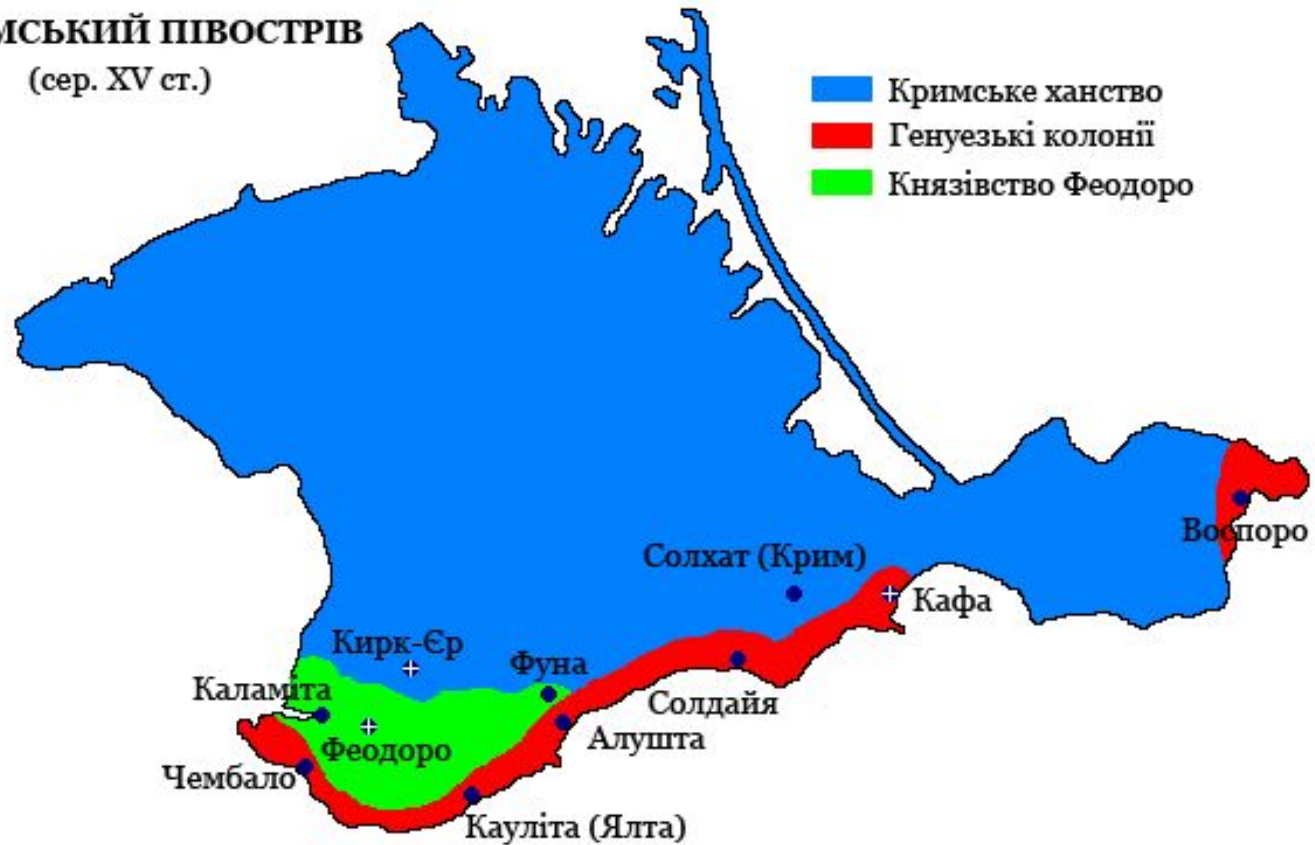 МСЬКИЙ ПІВОСТРІВ
(сер. XV ст.)
Кримське ханство
Генуезькі колонії
Князівство Феодоро
Воспоро
Солхат (Крим)
Кафа
Кирк-Єр
Фуна
Каламіта
Солдайя
Алушта
Феодоро
Чембало
Кауліта (Ялта)